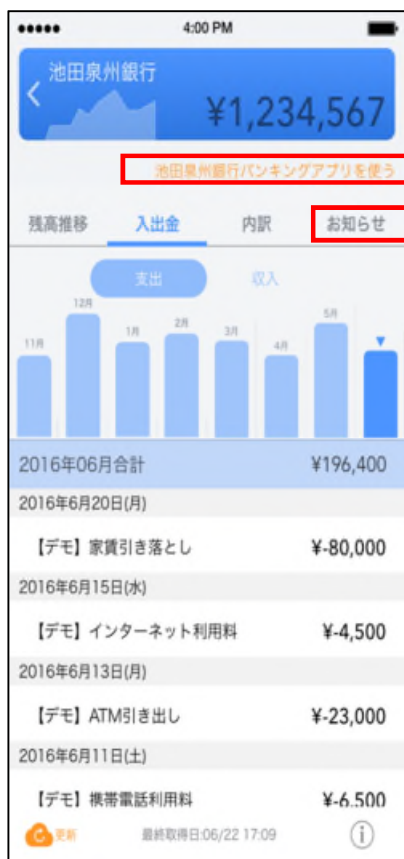 4:00 PM
池田泉州銀行
¥1,234,567
池田泉州銀行バンキングアプリを使う
残高推移 入出金 内訳 お知らせ
支出 収入
11月 12月 1月 2月 3月 4月 5月
2016年06月合計 ¥196,400
2016年6月20日(月)
【デモ】家賃引き落とし ¥-80,000
2016年6月15日(水)
【デモ】インターネット利用料 ¥-4,500
2016年6月13日(月)
【デモ】ATM引き出し ¥-23,000
2016年6月11日(土)
【デモ】携帯電話利用料 ¥-6,500
更新 最終取得日:06/22 17:09